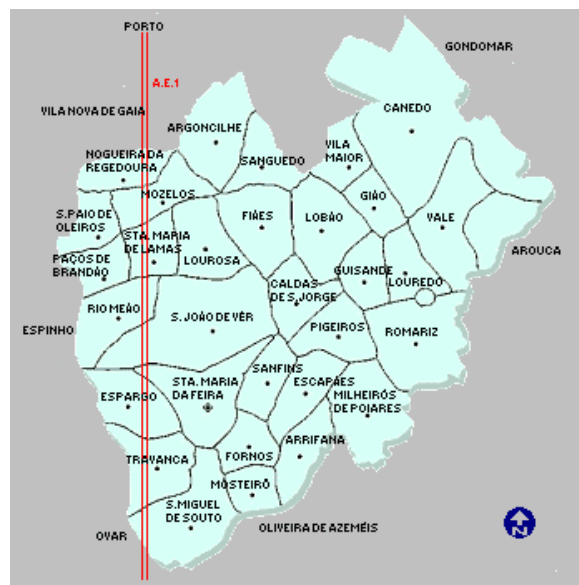 PORTO
GONDOMAR
A.E.1
VILA NOVA DE GAIA
CANEDO
ARGONCILHE
VILA
MAIOR
NOGUEIRA DA
REGEDOURA
SANGUEDO
MOZELOS
GIÃO
S. PAIO DE
OLEIROS
FIÃES
LOBÃO
VALE
STA. MARIA
DE LAMAS
LOUROSA
AROUCA
PAÇOS DE
BRANDÃO
GUISANDE
LOUREDO
CALDAS
DE S. JORGE
RIO MEÃO
S. JOÃO DE VÉR
ESPINHO
PIGEIROS
ROMARIZ
SANFINS
STA. MARIA
DA FEIRA
ESCAPÃES
MILHEIRÓS
DE POIARES
ESPARGO
ARRIFANA
FORNOS
TRAVANCA
MOSTEIRÔ
S. MIGUEL
DE SOUTO
OLIVEIRA DE AZEMÉIS
OVAR
N